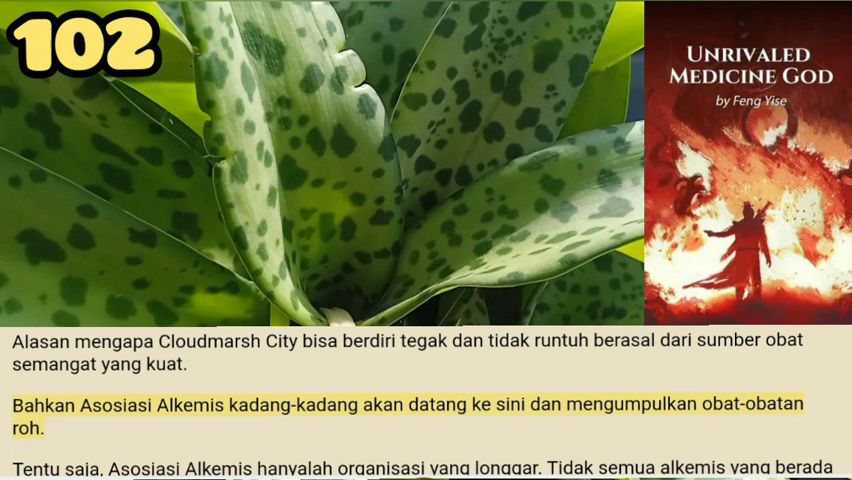 102
UNRIVALED
MEDICINE GOD
by Feng Yise
Alasan mengapa Cloudmarsh City bisa berdiri tegak dan tidak runtuh berasal dari sumber obat
semangat yang kuat.
Bahkan Asosiasi Alkemis kadang-kadang akan datang ke sini dan mengumpulkan obat-obatan
roh.
Tentu saja, Asosiasi Alkemis hanyalah organisasi yang longgar. Tidak semua alkemis yang berada